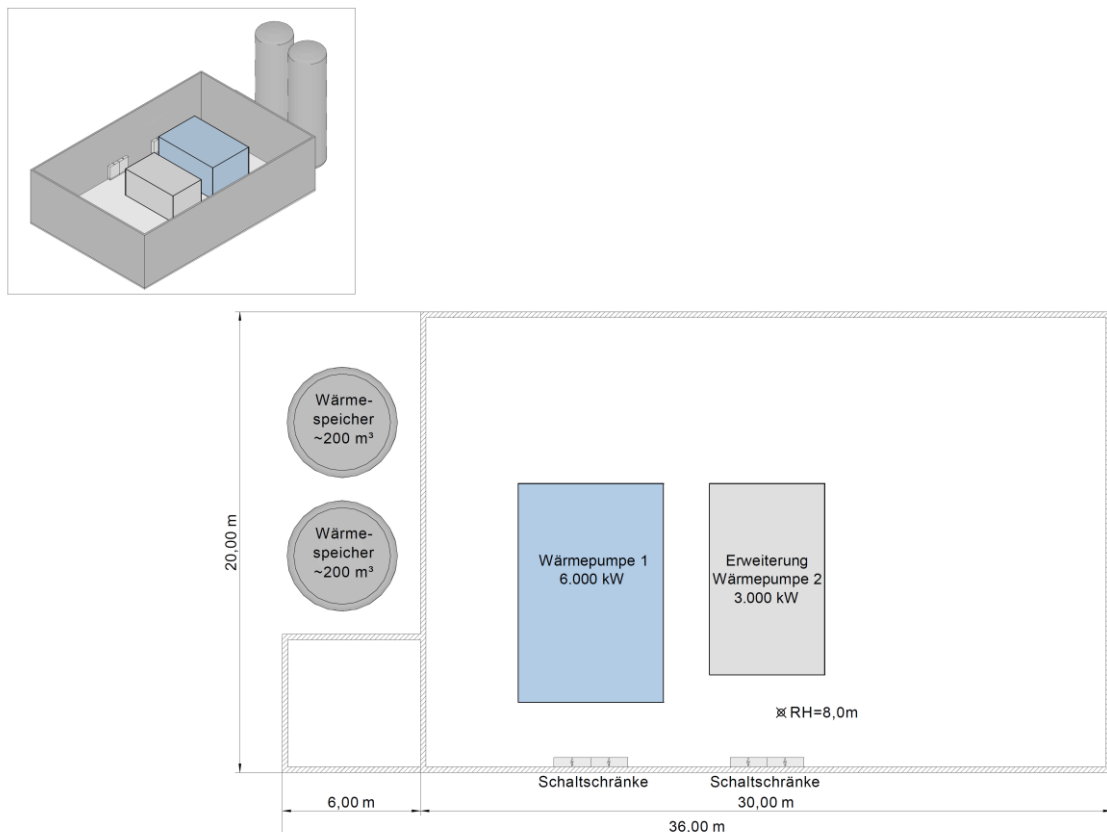 Wärme-
speicher
~200 m³
Wärme-
speicher
~200 m³
20,00 m
Wärmepumpe 1
6.000 kW
Erweiterung
Wärmepumpe 2
3.000 kW
RH=8,0m
Schaltschränke
Schaltschränke
6,00 m
30,00 m
36,00 m